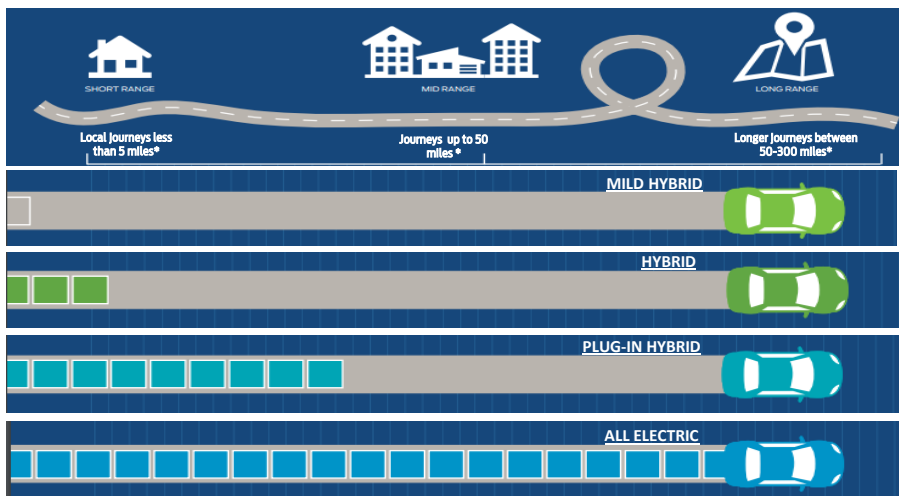 SHORT RANGE
MID RANGE
LONG RANGE
Local Journeys less
than 5 miles*
Journeys up to 50
miles *
Longer Journeys between
50-300 miles*
MILD HYBRID
HYBRID
PLUG-IN HYBRID
ALL ELECTRIC